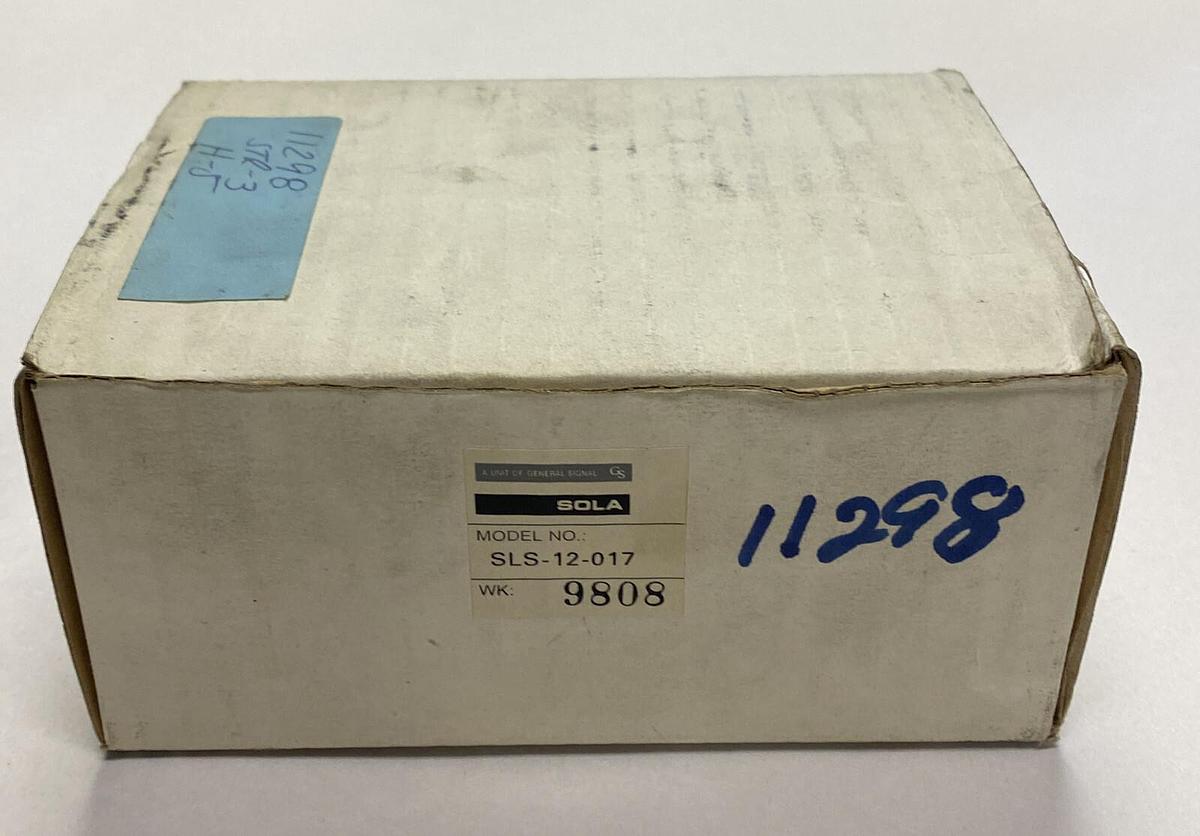 11298
STR-3
H-5
A UNIT OF GENERAL SIGNAL GS
SOLA
MODEL NO.:
SLS-12-017
WK: 9808
11298